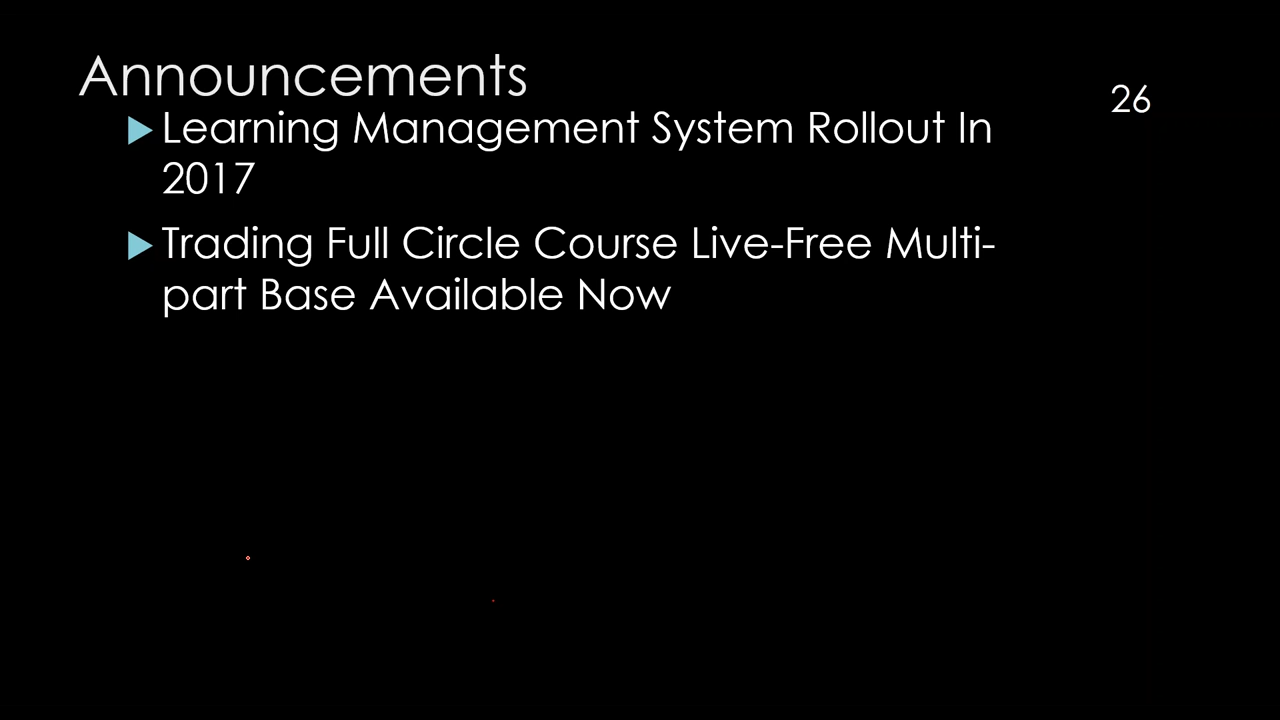 Announcements
26
Learning Management System Rollout In
2017
Trading Full Circle Course Live-Free Multi-
part Base Available Now